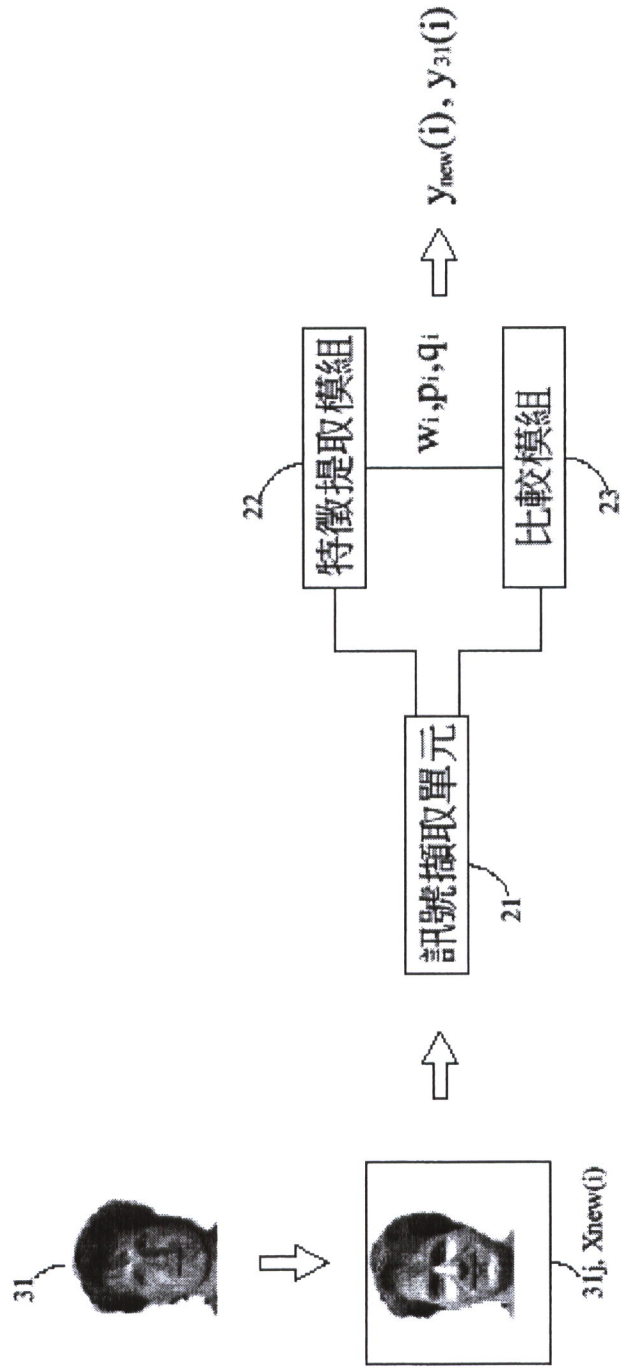 31
31j, Xnew(i)
訊號擷取單元
21
22
特徵提取模組
wi,pi,qi
比較模組
23
ynew(i), y31(i)